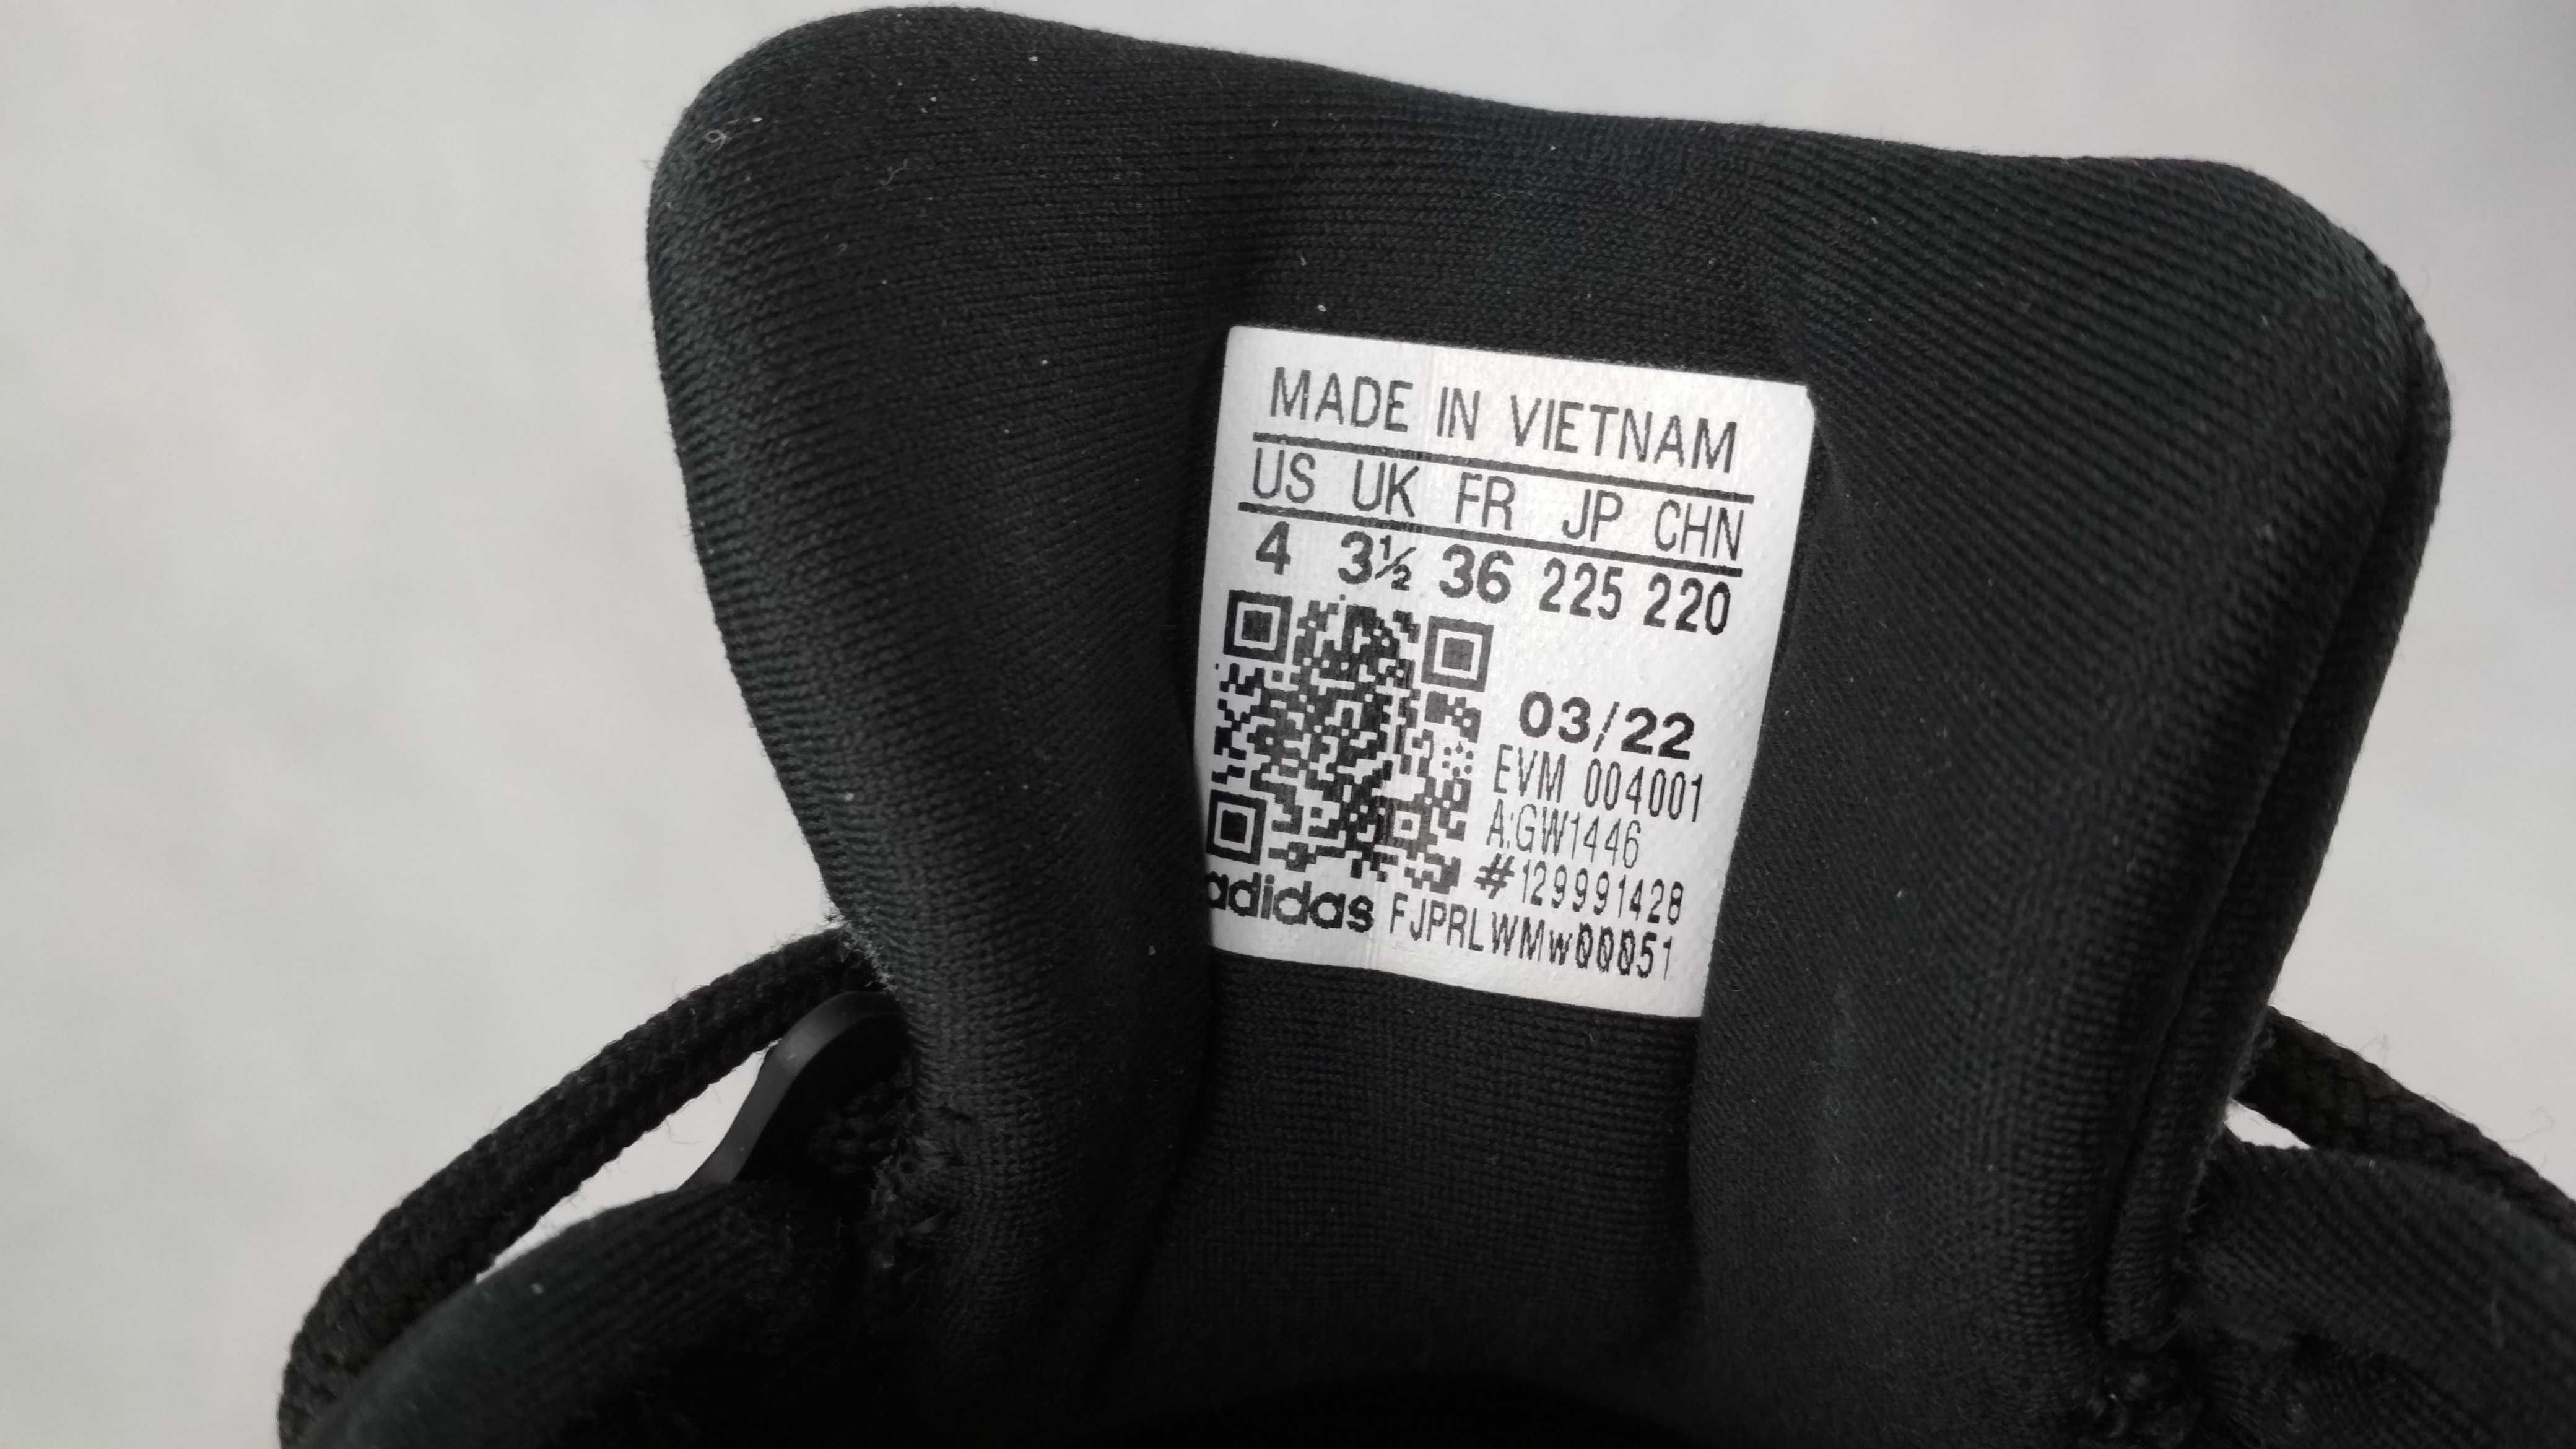 MADE IN VIETNAM
US UK FR JP CHN
4 3½ 36 225 220
03/22
EVM 004001
A:GW1446
#129991428
adidas FJPRLWMw00051